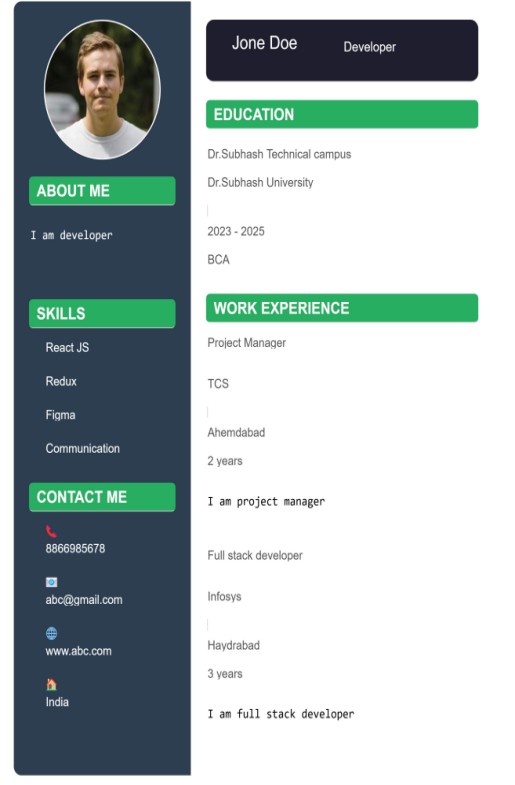 ABOUT ME
I am developer
SKILLS
React JS
Redux
Figma
Communication
CONTACT ME
8866985678
abc@gmail.com
www.abc.com
India
Jone Doe
Developer
EDUCATION
Dr.Subhash Technical campus
Dr.Subhash University
2023 - 2025
BCA
WORK EXPERIENCE
Project Manager
TCS
Ahemdabad
2 years
I am project manager
Full stack developer
Infosys
Haydrabad
3 years
I am full stack developer